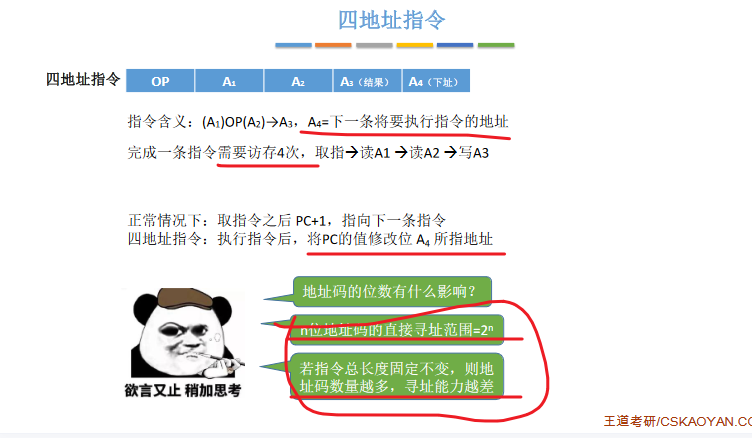 四地址指令
四地址指令 OP A₁ A₂ A₃（结果） A₄（下址）
指令含义：(A₁)OP(A₂)→A₃，A₄=下一条将要执行指令的地址
完成一条指令需要访存4次，取指→读A1→读A2→写A3
正常情况下：取指令之后 PC+1，指向下一条指令
四地址指令：执行指令后，将PC的值修改位 A₄ 所指地址
地址码的位数有什么影响？
n位地址码的直接寻址范围=2ⁿ
若指令总长度固定不变，则地
址码数量越多，寻址能力越差
欲言又止 稍加思考
王道考研/CSKAOYAN.CO